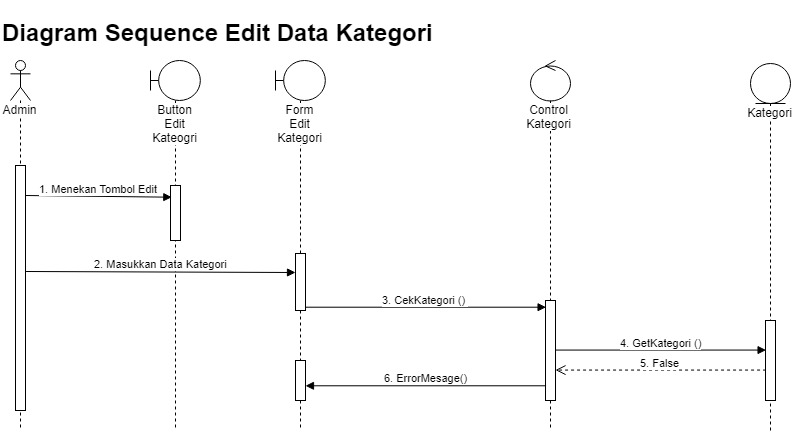 Diagram Sequence Edit Data Kategori
Admin
Button
Edit
Kateogri
Form
Edit
Kategori
Control
Kategori
Kategori
1. Menekan Tombol Edit
2. Masukkan Data Kategori
3. CekKategori ()
4. GetKategori ()
5. False
6. ErrorMesage()